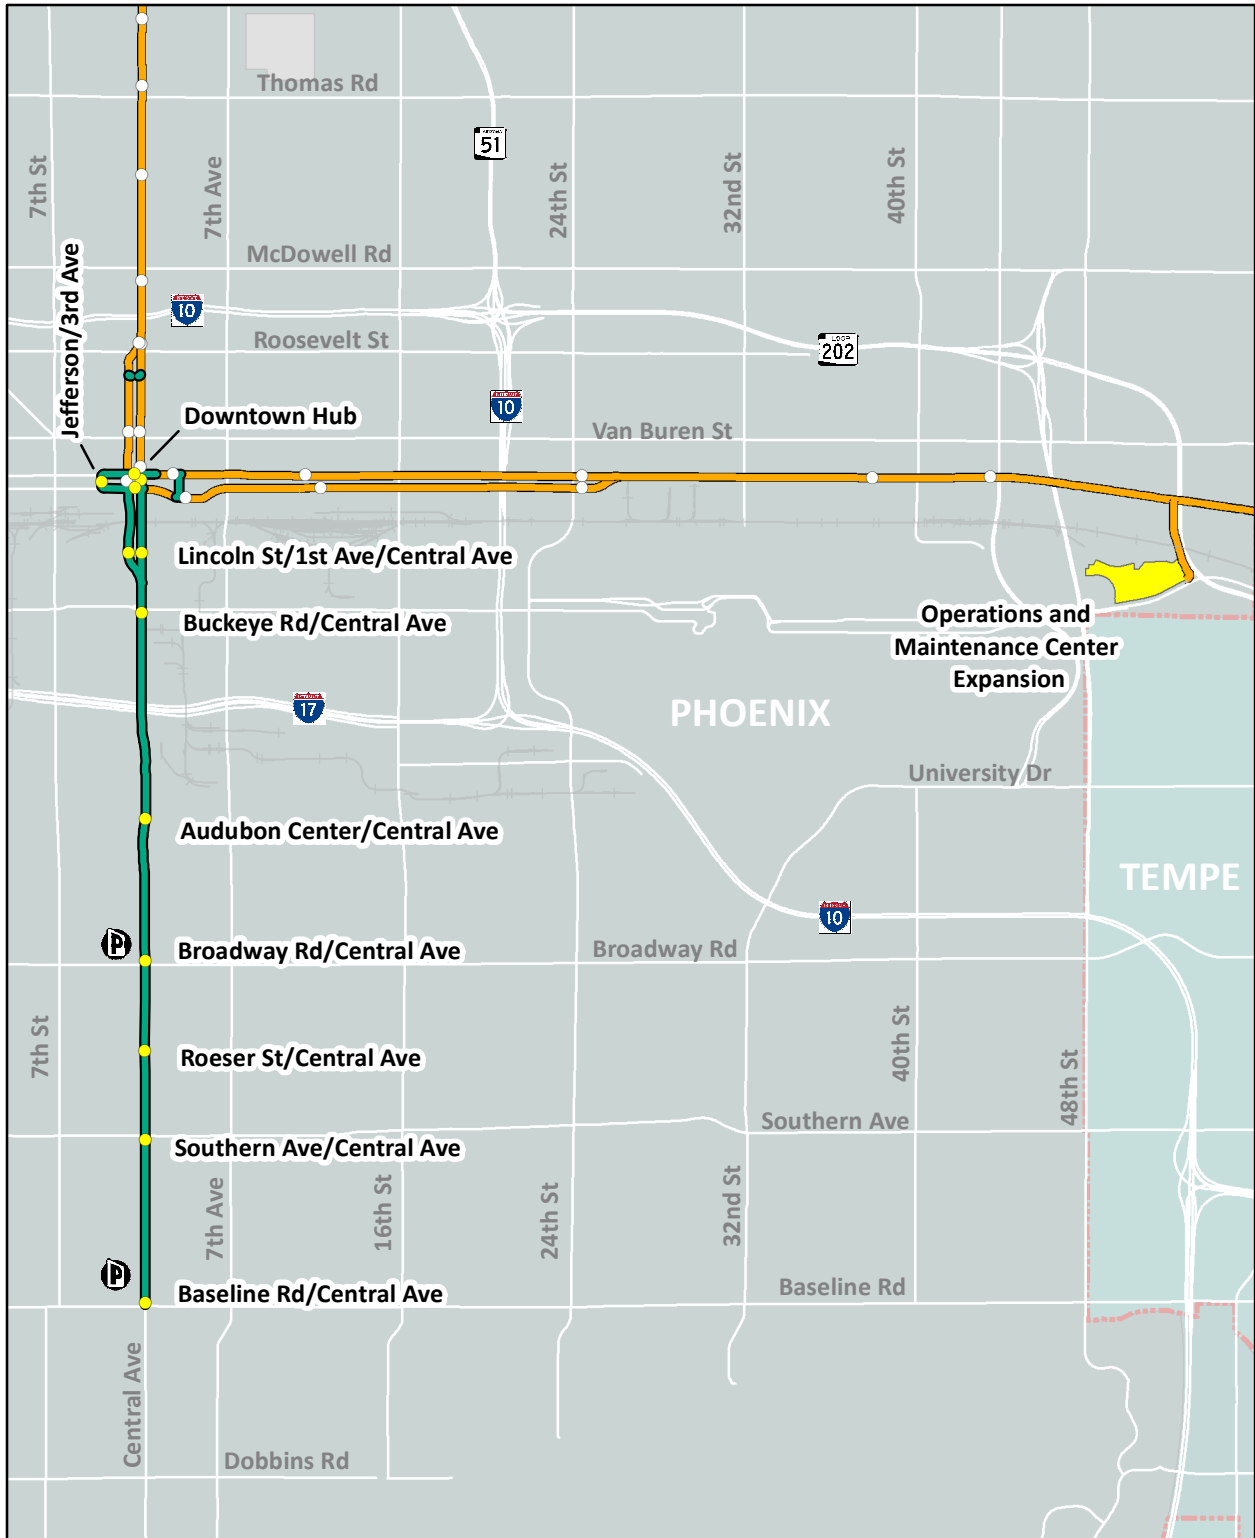 Thomas Rd
ARIZONA
51
7th St
7th Ave
24th St
32nd St
40th St
McDowell Rd
Jefferson/3rd Ave
10
Roosevelt St
LOOP
202
10
Downtown Hub
Van Buren St
Lincoln St/1st Ave/Central Ave
Buckeye Rd/Central Ave
Operations and
Maintenance Center
Expansion
17
PHOENIX
University Dr
Audubon Center/Central Ave
TEMPE
10
P
Broadway Rd/Central Ave
Broadway Rd
7th St
40th St
48th St
Roeser St/Central Ave
Southern Ave
Southern Ave/Central Ave
7th Ave
16th St
24th St
32nd St
P
Baseline Rd/Central Ave
Baseline Rd
Central Ave
Dobbins Rd